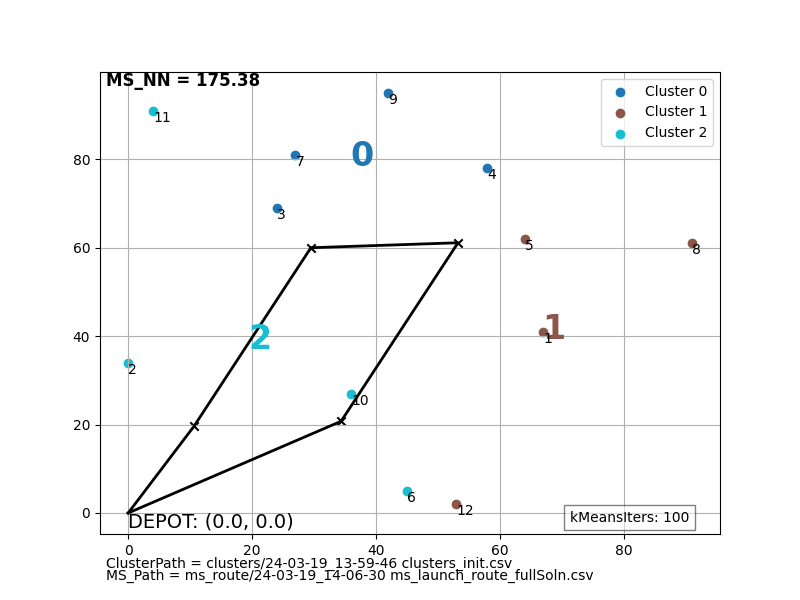 MS_NN = 175.38
Cluster 0
Cluster 1
Cluster 2
9
11
0
7
4
3
5
8
2
1
1
2
10
6
12
kMeansIters: 100
DEPOT: (0.0, 0.0)
80
60
40
20
0
0 20 40 60 80
ClusterPath = clusters/24-03-19_13-59-46 clusters_init.csv
MS_Path = ms_route/24-03-19_14-06-30 ms_launch_route_fullSoln.csv